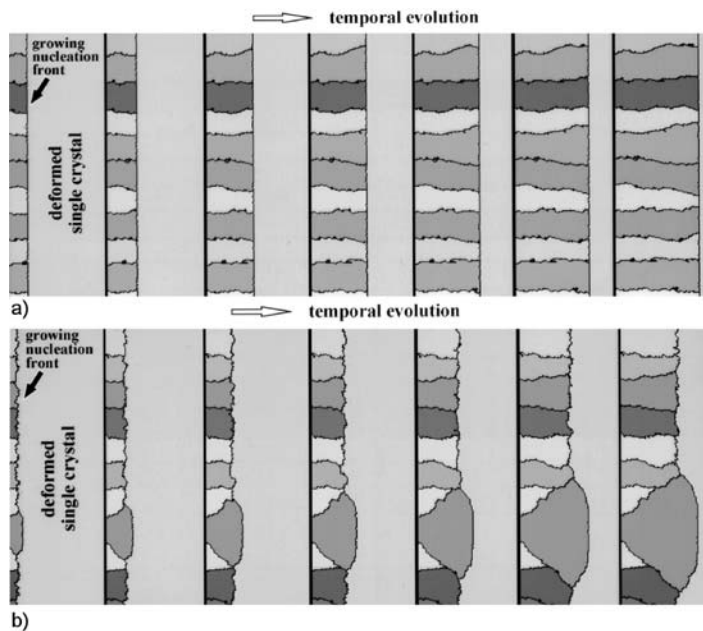 temporal evolution
growing
nucleation
front
deformed
single crystal
a)
temporal evolution
growing
nucleation
front
deformed
single crystal
b)